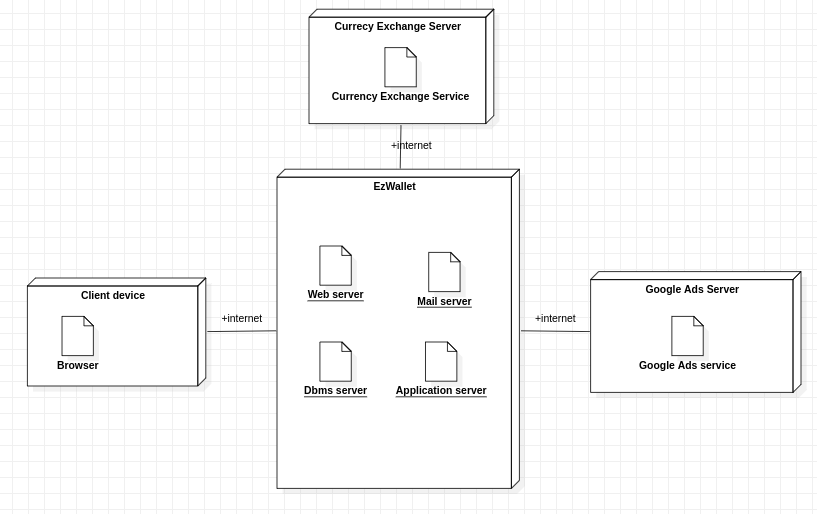 Currecy Exchange Server
Currency Exchange Service
+internet
EzWallet
Web server
Mail server
Dbms server
Application server
Client device
Browser
+internet
+internet
Google Ads Server
Google Ads service